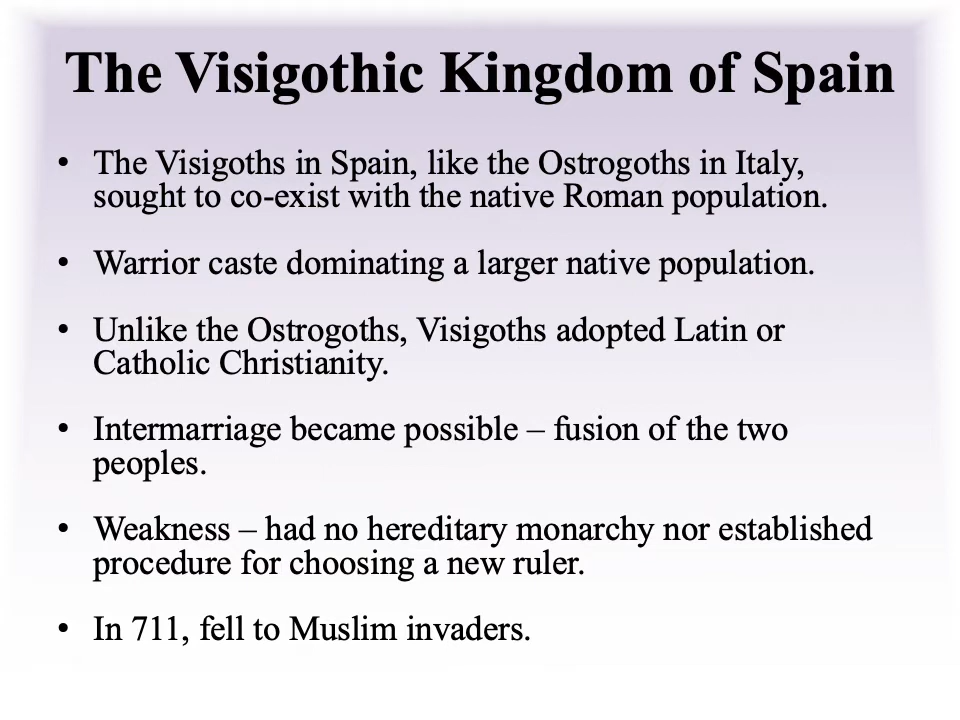 The Visigothic Kingdom of Spain
• The Visigoths in Spain, like the Ostrogoths in Italy,
sought to co-exist with the native Roman population.
• Warrior caste dominating a larger native population.
• Unlike the Ostrogoths, Visigoths adopted Latin or
Catholic Christianity.
• Intermarriage became possible – fusion of the two
peoples.
• Weakness – had no hereditary monarchy nor established
procedure for choosing a new ruler.
• In 711, fell to Muslim invaders.